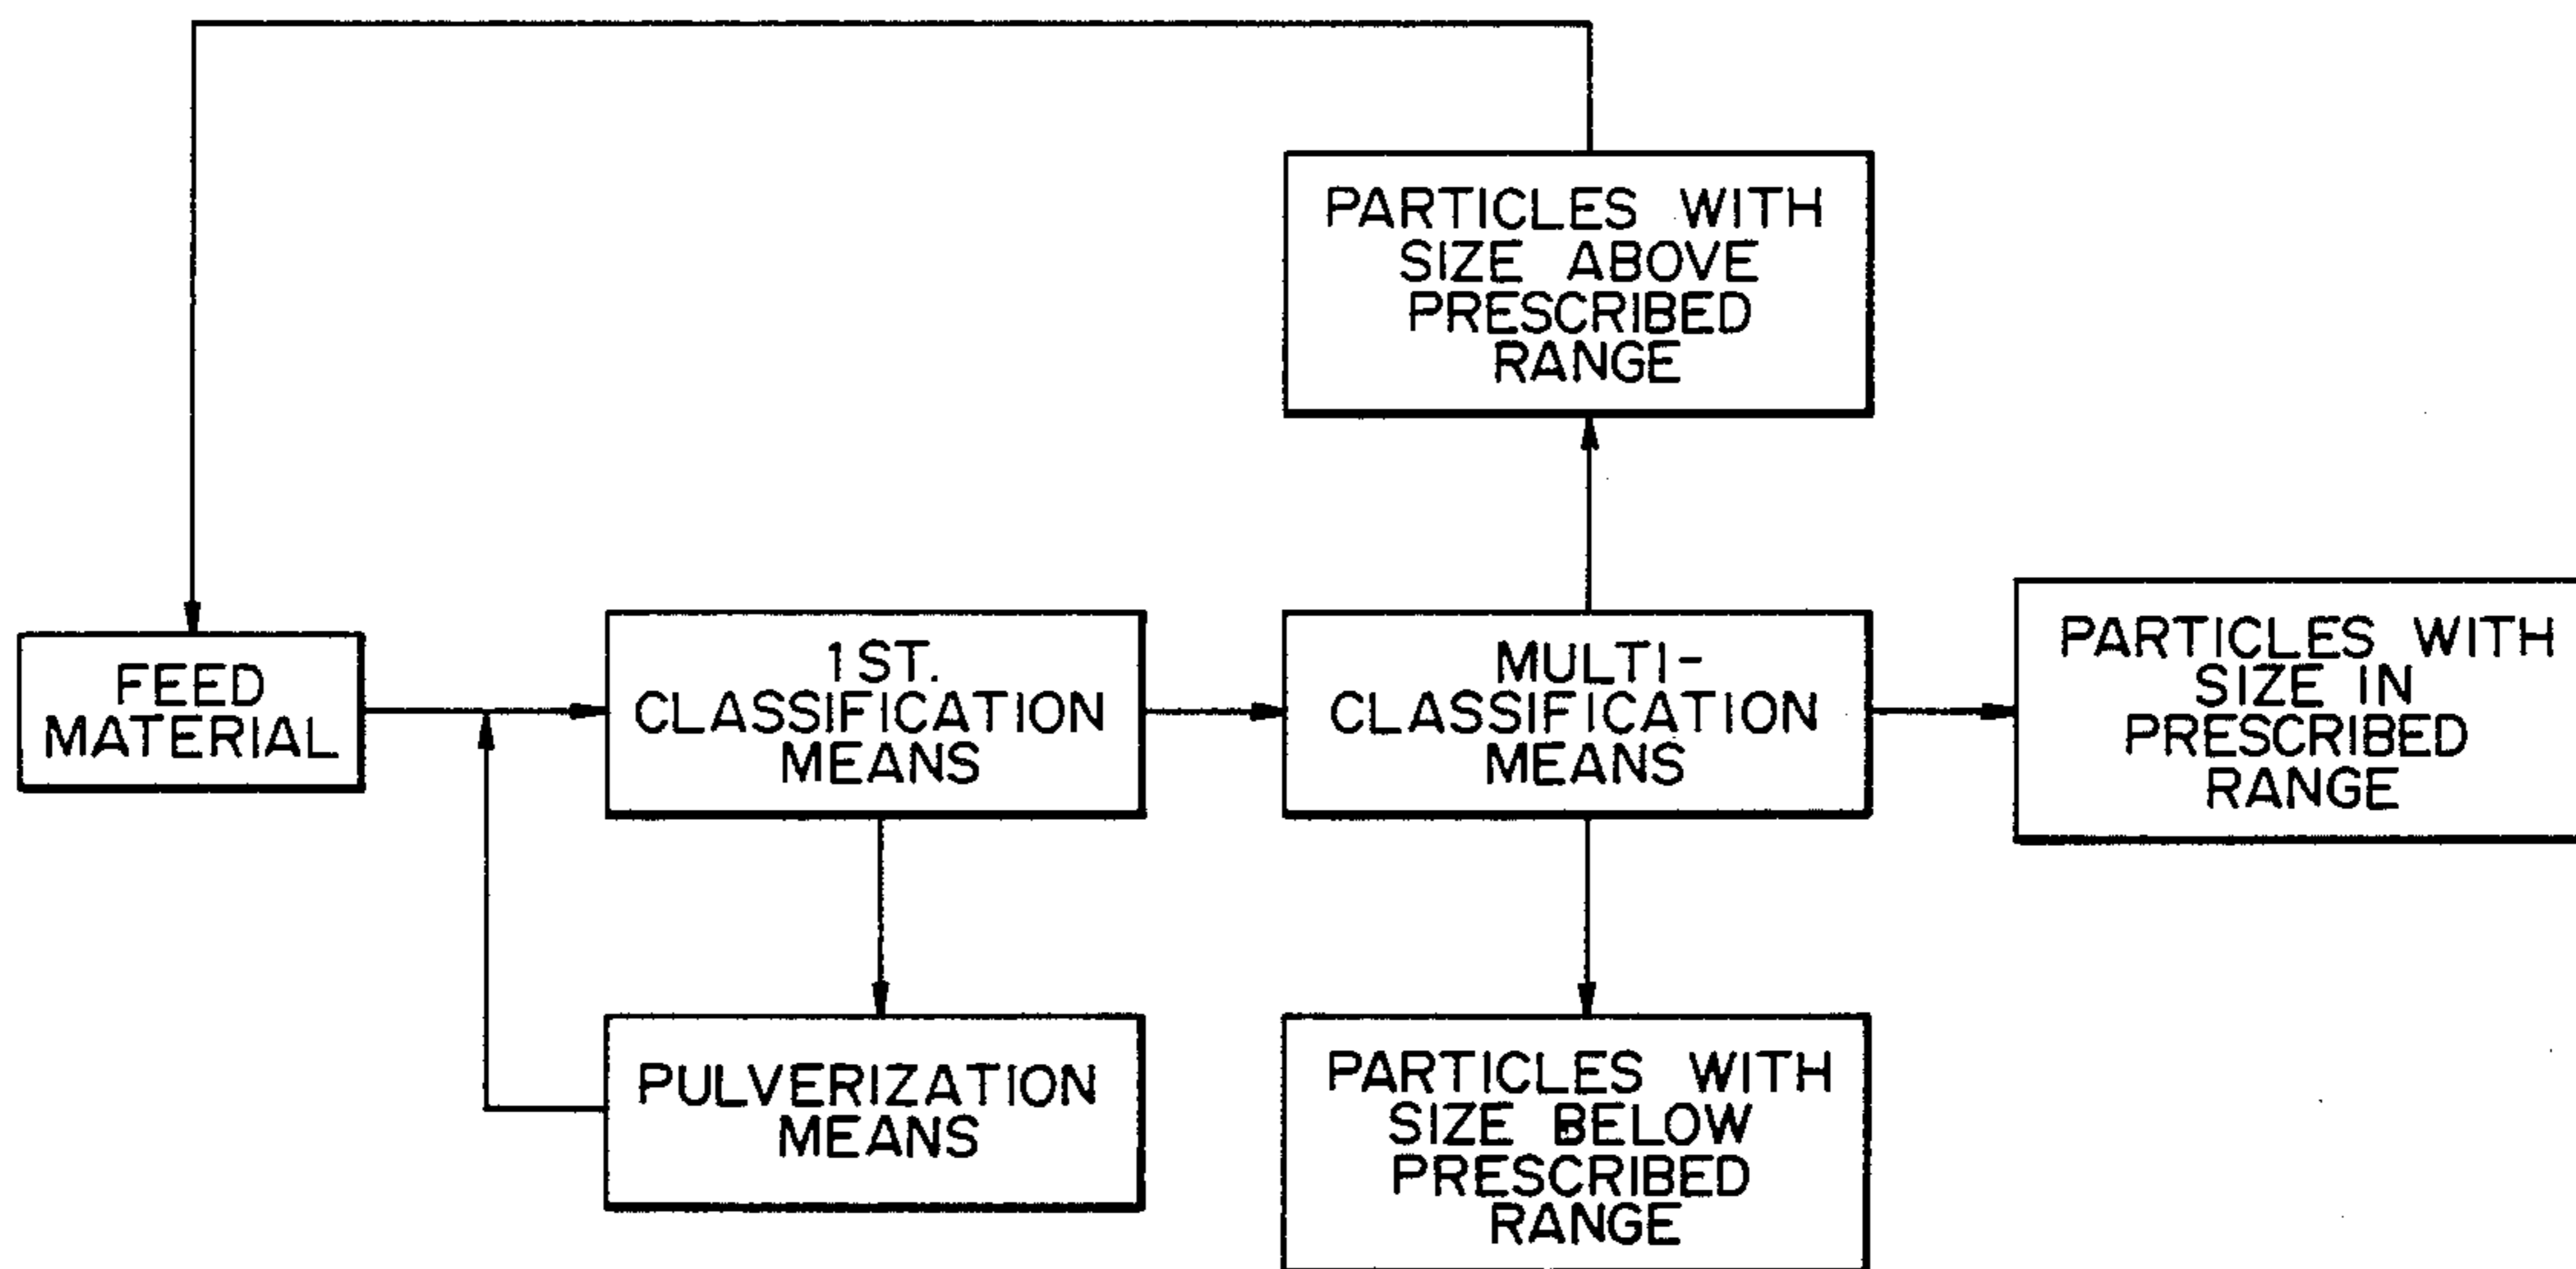 PARTICLES WITH
SIZE ABOVE
PRESCRIBED
RANGE
FEED
MATERIAL
1ST.
CLASSIFICATION
MEANS
MULTI-
CLASSIFICATION
MEANS
PARTICLES WITH
SIZE IN
PRESCRIBED
RANGE
PULVERIZATION
MEANS
PARTICLES WITH
SIZE BELOW
PRESCRIBED
RANGE